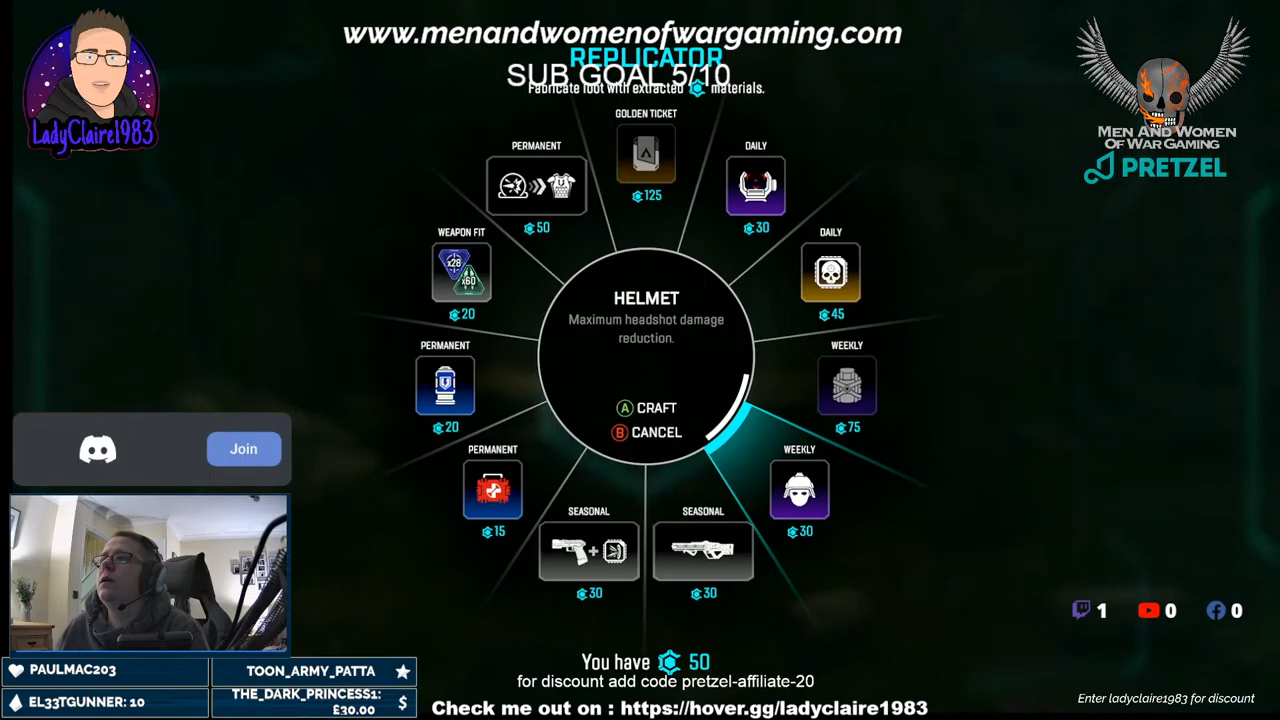 www.menandwomenofwargaming.com
REPLICATOR
SUB GOAL 5/10
Fabricate loot with extracted materials.
LadyClaire1983
MEN AND WOMEN
OF WAR GAMING
PRETZEL
GOLDEN TICKET
125
PERMANENT
50
DAILY
30
WEAPON FIT
x28
x60
20
DAILY
45
HELMET
Maximum headshot damage
reduction.
A CRAFT
B CANCEL
PERMANENT
20
WEEKLY
75
PERMANENT
15
WEEKLY
30
SEASONAL
30
SEASONAL
30
Join
1
0
0
You have 50
for discount add code pretzel-affiliate-20
PAULMAC203
TOON_ARMY_PATTA
EL33TGUNNER: 10
THE_DARK_PRINCESS1:
£30.00
$
Check me out on : https://hover.gg/ladyclaire1983
Enter ladyclaire1983 for discount